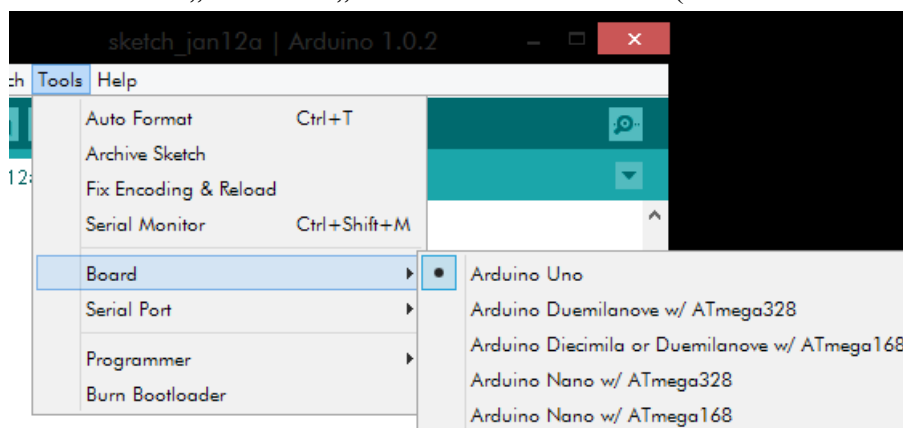 sketch_jan12a | Arduino 1.0.2
Tools Help
Auto Format Ctrl+T
Archive Sketch
Fix Encoding & Reload
Serial Monitor Ctrl+Shift+M
Board
Serial Port
Programmer
Burn Bootloader
Arduino Uno
Arduino Duemilanove w/ ATmega328
Arduino Diecimila or Duemilanove w/ ATmega168
Arduino Nano w/ ATmega328
Arduino Nano w/ ATmega168